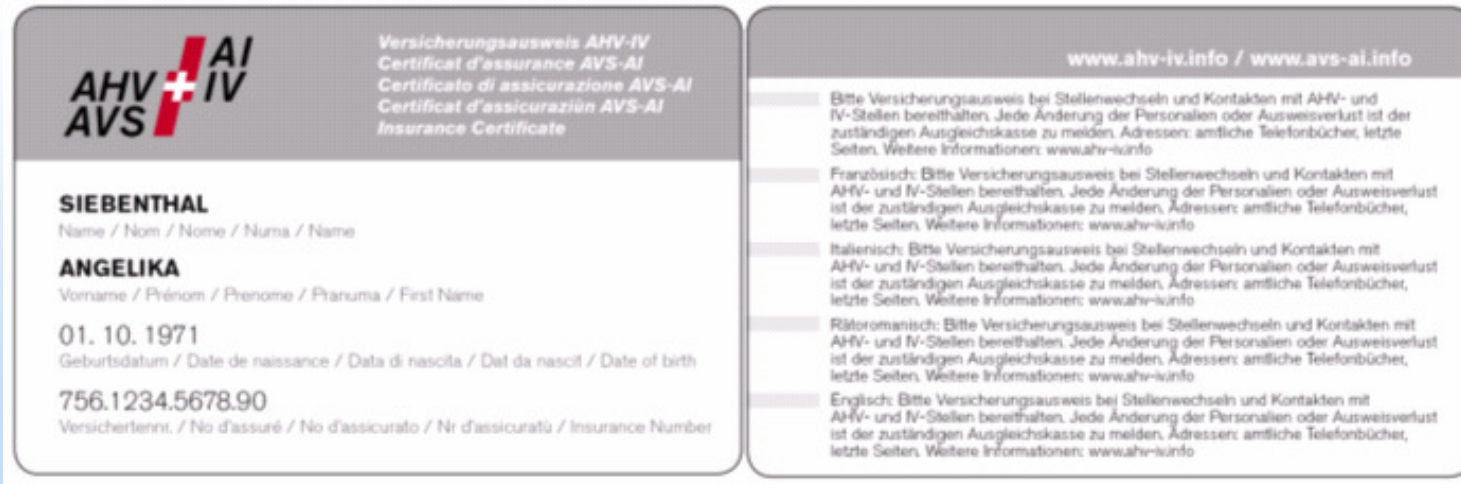 AHV AI
AVS IV
Versicherungsausweis AHV-IV
Certificat d'assurance AVS-AI
Certificato di assicurazione AVS-AI
Certificat d'assicuraziùn AVS-AI
Insurance Certificate
SIEBENTHAL
Name / Nom / Nome / Numa / Name
ANGELIKA
Vorname / Prénom / Prenome / Pranuma / First Name
01. 10. 1971
Geburtsdatum / Date de naissance / Data di nascita / Dat da nascit / Date of birth
756.1234.5678.90
Versichertennr. / No d'assuré / No d'assicurato / Nr d'assicuratù / Insurance Number
www.ahv-iv.info / www.avs-ai.info
Bitte Versicherungsausweis bei Stellenwechseln und Kontakten mit AHV- und
IV-Stellen bereithalten. Jede Änderung der Personalien oder Ausweisverlust ist der
zuständigen Ausgleichskasse zu melden. Adressen: amtliche Telefonbücher, letzte
Seiten. Weitere Informationen: www.ahv-iv.info
Französisch: Bitte Versicherungsausweis bei Stellenwechseln und Kontakten mit
AHV- und IV-Stellen bereithalten. Jede Änderung der Personalien oder Ausweisverlust
ist der zuständigen Ausgleichskasse zu melden. Adressen: amtliche Telefonbücher,
letzte Seiten. Weitere Informationen: www.ahv-iv.info
Italienisch: Bitte Versicherungsausweis bei Stellenwechseln und Kontakten mit
AHV- und IV-Stellen bereithalten. Jede Änderung der Personalien oder Ausweisverlust
ist der zuständigen Ausgleichskasse zu melden. Adressen: amtliche Telefonbücher,
letzte Seiten. Weitere Informationen: www.ahv-iv.info
Rätoromanisch: Bitte Versicherungsausweis bei Stellenwechseln und Kontakten mit
AHV- und IV-Stellen bereithalten. Jede Änderung der Personalien oder Ausweisverlust
ist der zuständigen Ausgleichskasse zu melden. Adressen: amtliche Telefonbücher,
letzte Seiten. Weitere Informationen: www.ahv-iv.info
Englisch: Bitte Versicherungsausweis bei Stellenwechseln und Kontakten mit
AHV- und IV-Stellen bereithalten. Jede Änderung der Personalien oder Ausweisverlust
ist der zuständigen Ausgleichskasse zu melden. Adressen: amtliche Telefonbücher,
letzte Seiten. Weitere Informationen: www.ahv-iv.info